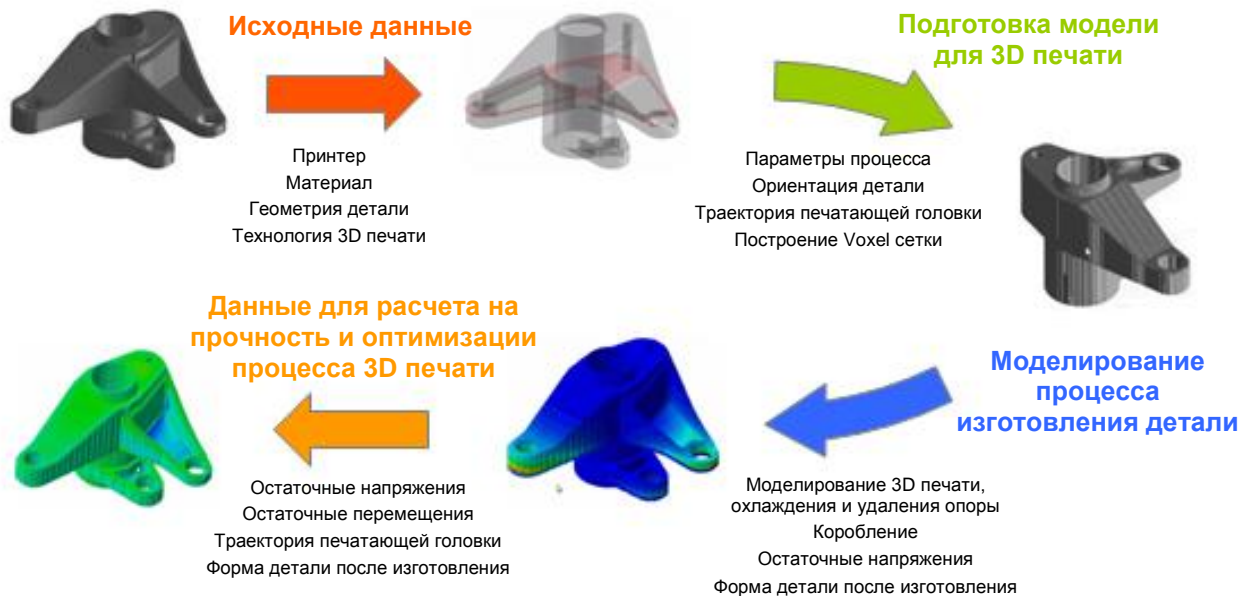 Исходные данные
Принтер
Материал
Геометрия детали
Технология 3D печати
Подготовка модели
для 3D печати
Параметры процесса
Ориентация детали
Траектория печатающей головки
Построение Voxel сетки
Моделирование
процесса
изготовления детали
Моделирование 3D печати,
охлаждения и удаления опоры
Коробление
Остаточные напряжения
Форма детали после изготовления
Данные для расчета на
прочность и оптимизации
процесса 3D печати
Остаточные напряжения
Остаточные перемещения
Траектория печатающей головки
Форма детали после изготовления